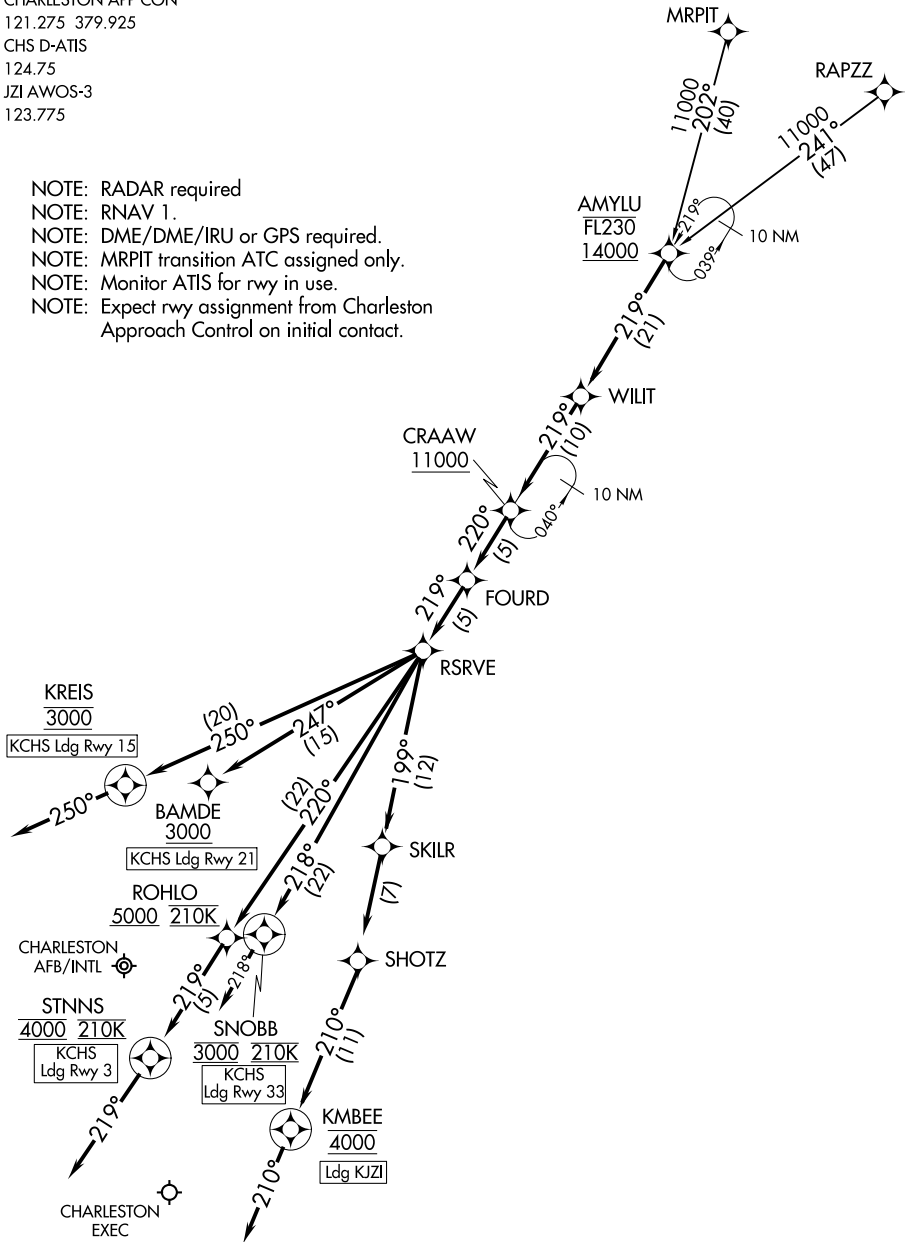 CHARLESTON APP CON
121.275 379.925
CHS D-ATIS
124.75
JZI AWOS-3
123.775
NOTE: RADAR required
NOTE: RNAV 1.
NOTE: DME/DME/IRU or GPS required.
NOTE: MRPIT transition ATC assigned only.
NOTE: Monitor ATIS for rwy in use.
NOTE: Expect rwy assignment from Charleston
Approach Control on initial contact.
MRPIT
RAPZZ
11000
202°
(40)
11000
241°
(47)
AMYLU
FL230
14000
219°
039°
10 NM
219°
(21)
WILIT
219°
(10)
CRAAW
11000
040°
10 NM
220°
(5)
FOURD
219°
(5)
RSRVE
KREIS
3000
KCHS Ldg Rwy 15
(20)
250°
250°
247°
(15)
BAMDE
3000
KCHS Ldg Rwy 21
(22)
220°
218°
(22)
199°
(12)
SKILR
(7)
SHOTZ
ROHLO
5000 210K
CHARLESTON
AFB/INTL
219°
(5)
218°
STNNS
4000 210K
KCHS
Ldg Rwy 3
219°
SNOBB
3000 210K
KCHS
Ldg Rwy 33
210°
(11)
KMBEE
4000
Ldg KJZI
210°
CHARLESTON
EXEC